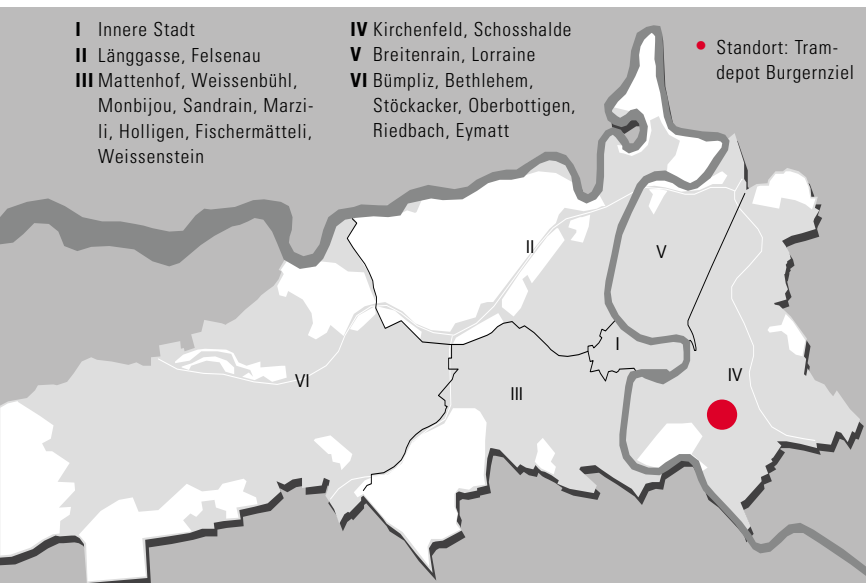 I Innere Stadt
II Länggasse, Felsenau
III Mattenhof, Weissenbühl,
Monbijou, Sandrain, Marzi-
li, Holligen, Fischermätteli,
Weissenstein
IV Kirchenfeld, Schosshalde
V Breitenrain, Lorraine
VI Bümpliz, Bethlehem,
Stöckacker, Oberbottigen,
Riedbach, Eymatt
Standort: Tram-
depot Burgernziel
II
V
I
IV
VI
III